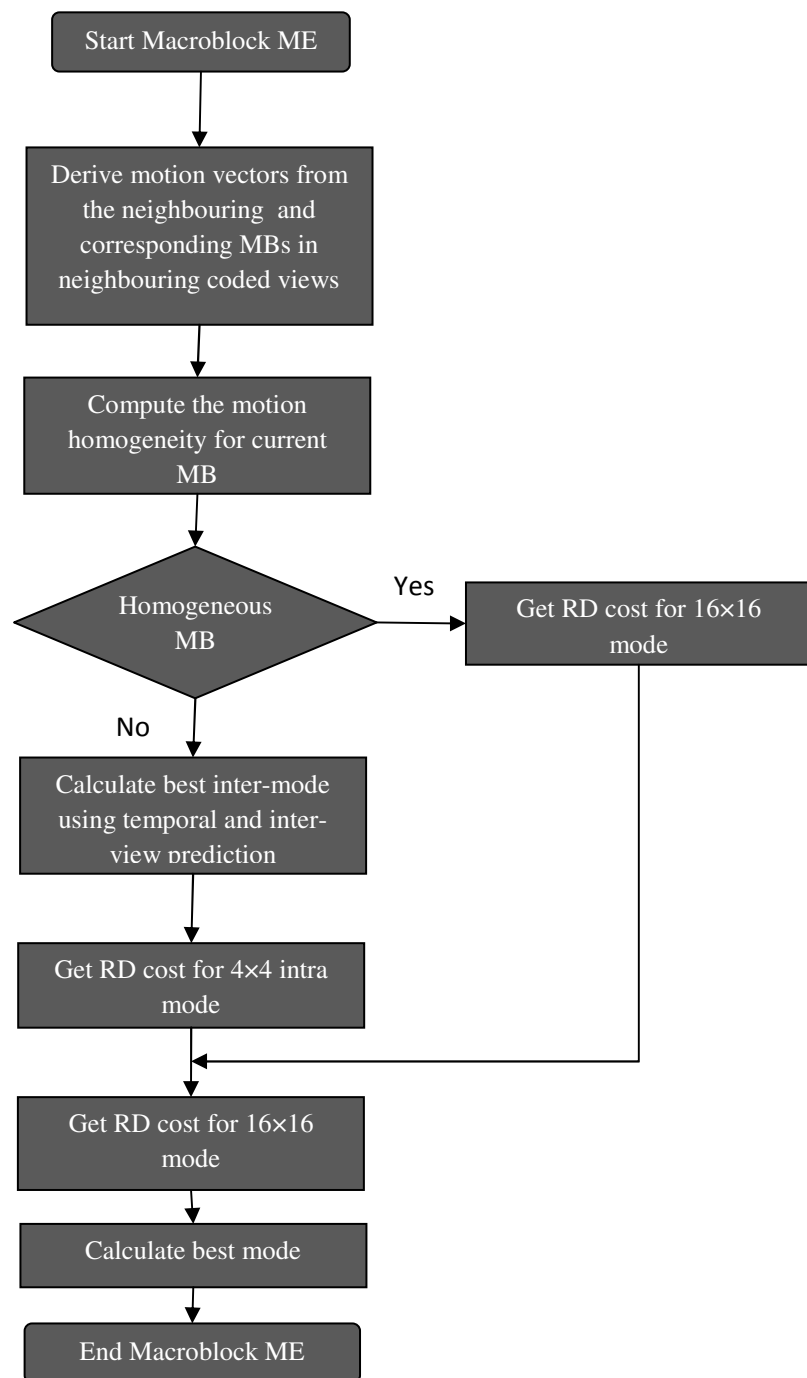 Start Macroblock ME
Derive motion vectors from
the neighbouring and
corresponding MBs in
neighbouring coded views
Compute the motion
homogeneity for current
MB
Homogeneous
MB
Yes
Get RD cost for 16×16
mode
No
Calculate best inter-mode
using temporal and inter-
view prediction
Get RD cost for 4×4 intra
mode
Get RD cost for 16×16
mode
Calculate best mode
End Macroblock ME